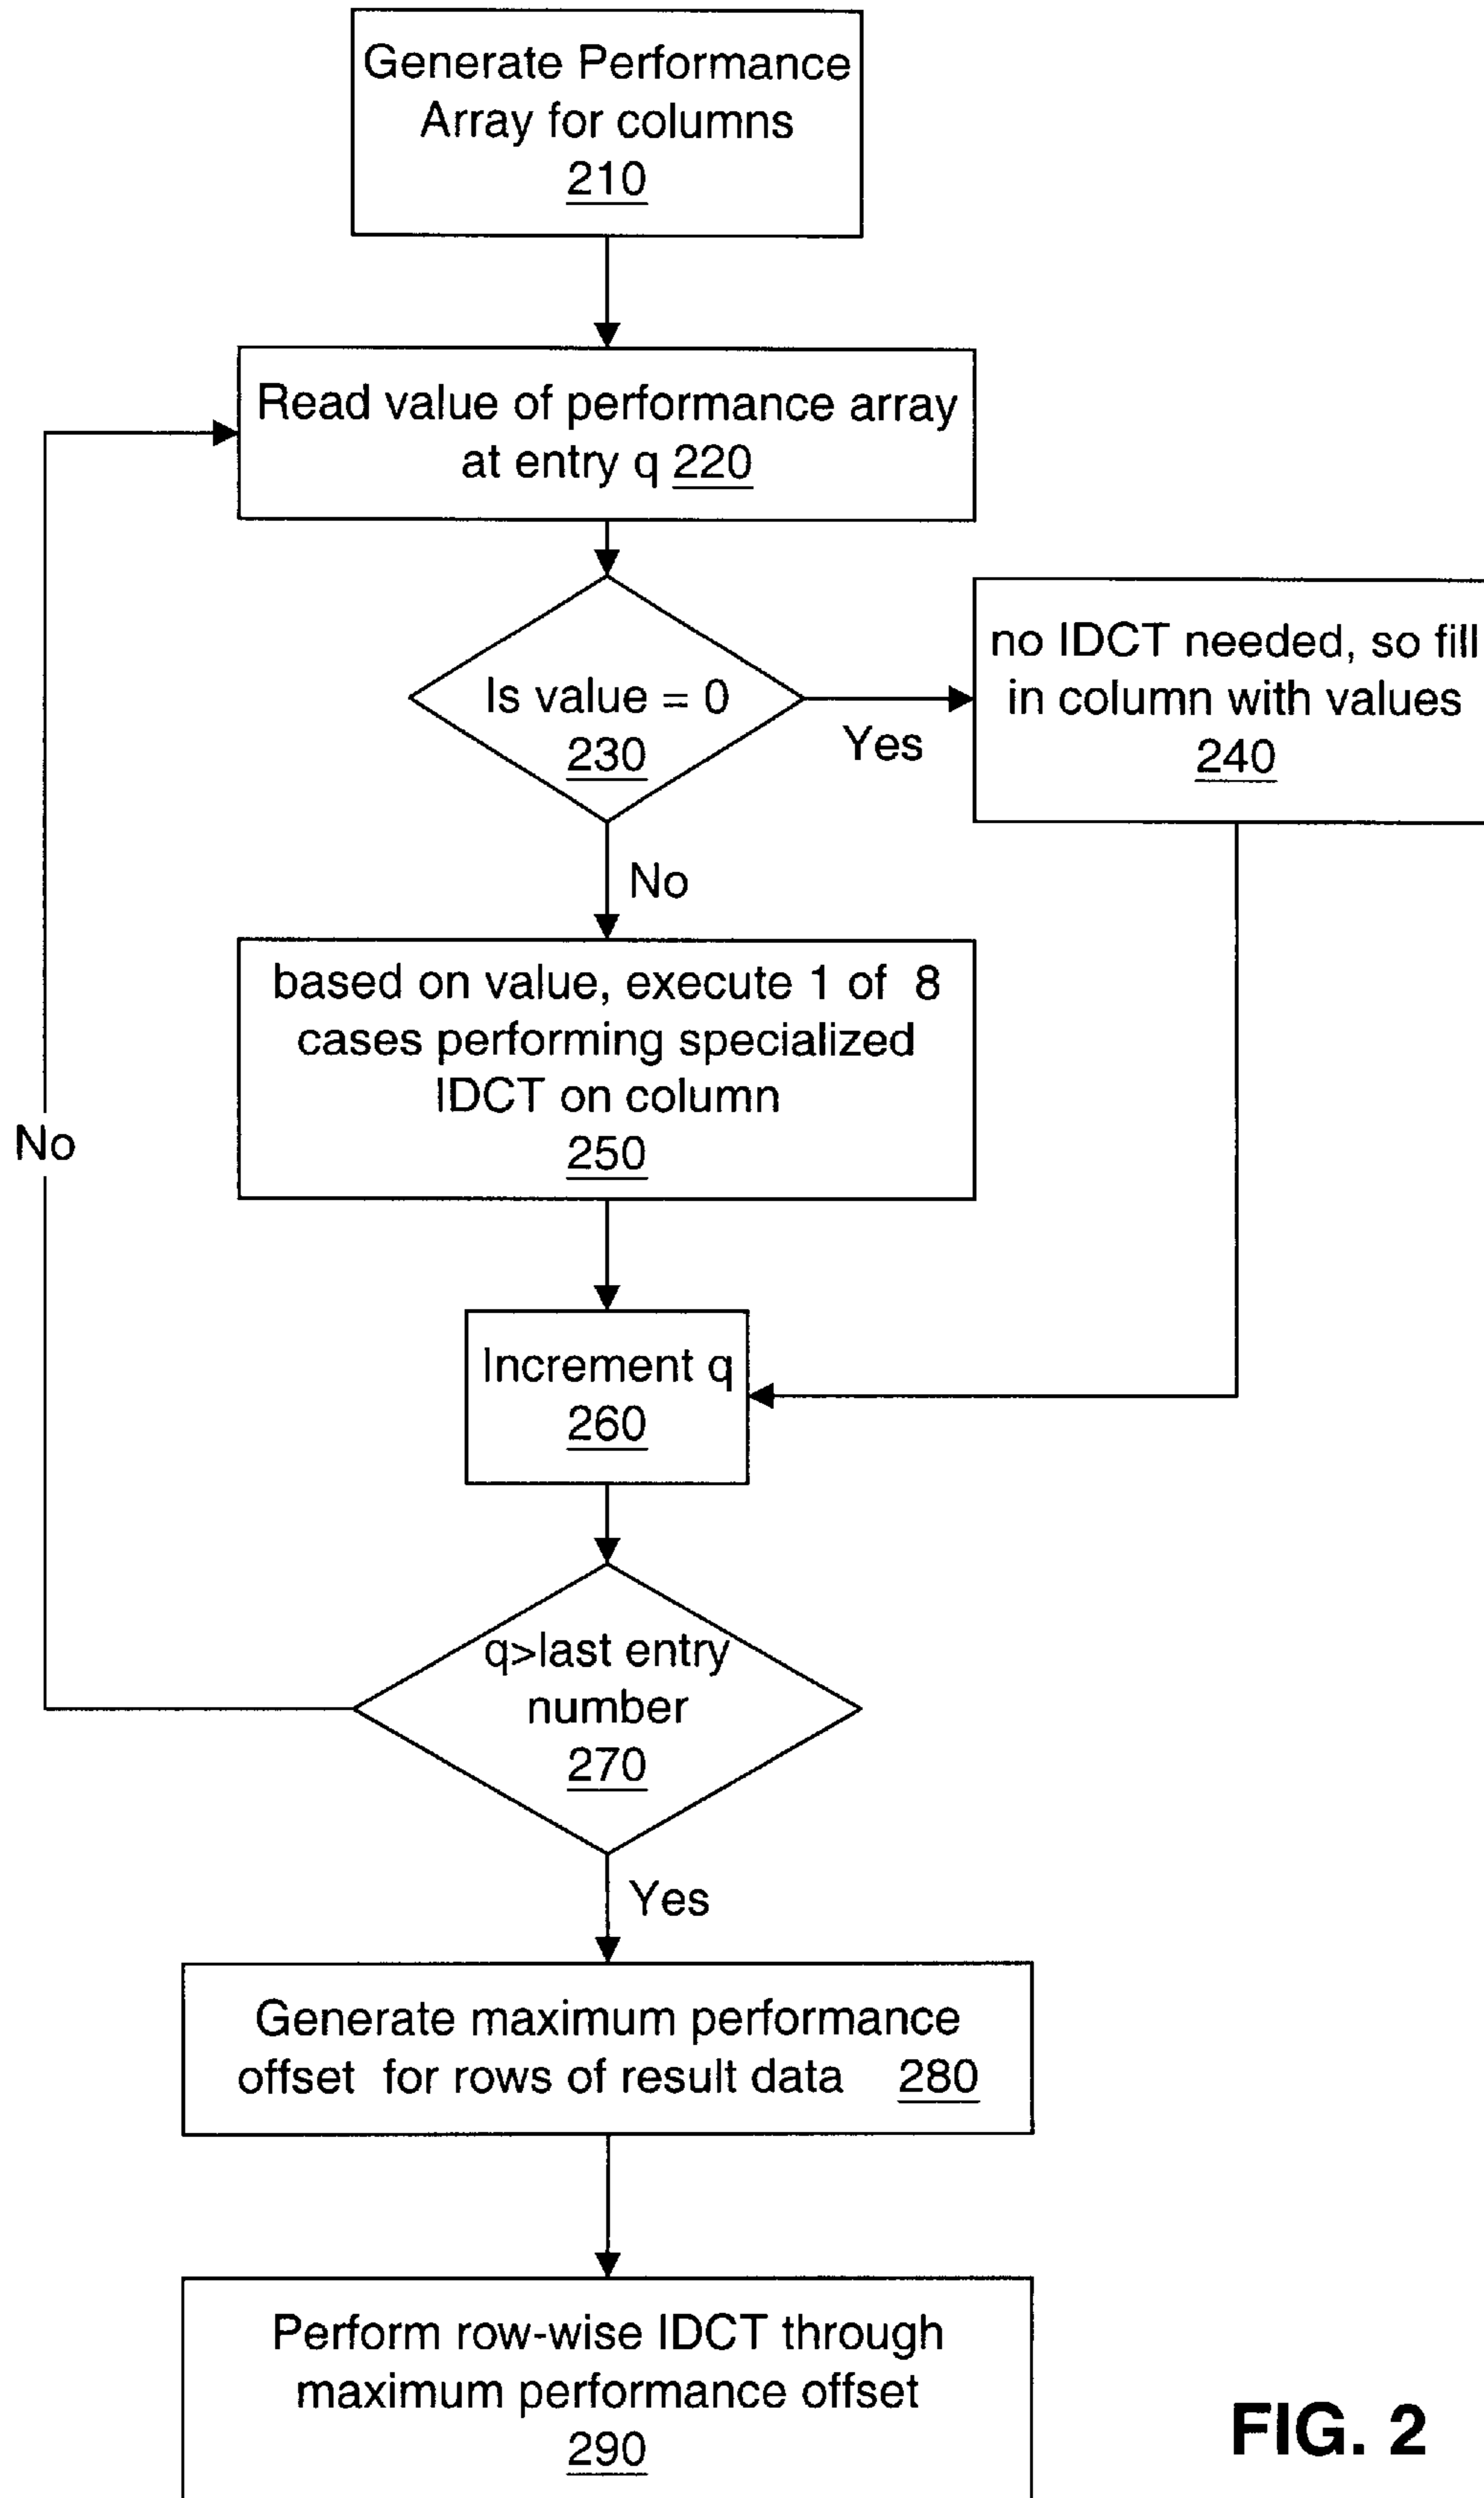 Generate Performance
Array for columns
210
Read value of performance array
at entry q 220
Is value = 0
230
Yes
no IDCT needed, so fill
in column with values
240
No
based on value, execute 1 of 8
cases performing specialized
IDCT on column
250
No
Increment q
260
q>last entry
number
270
Yes
Generate maximum performance
offset for rows of result data 280
Perform row-wise IDCT through
maximum performance offset
290
FIG. 2